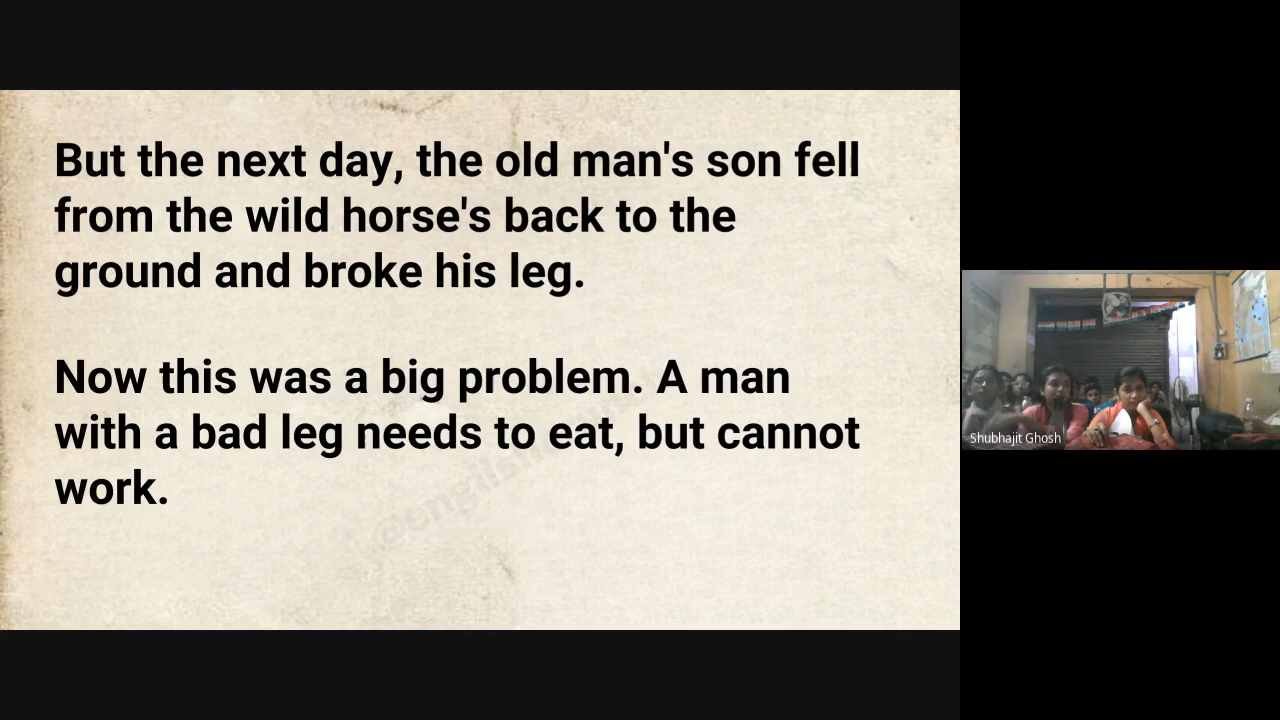 But the next day, the old man's son fell
from the wild horse's back to the
ground and broke his leg.
Now this was a big problem. A man
with a bad leg needs to eat, but cannot
work.
Shubhajit Ghosh